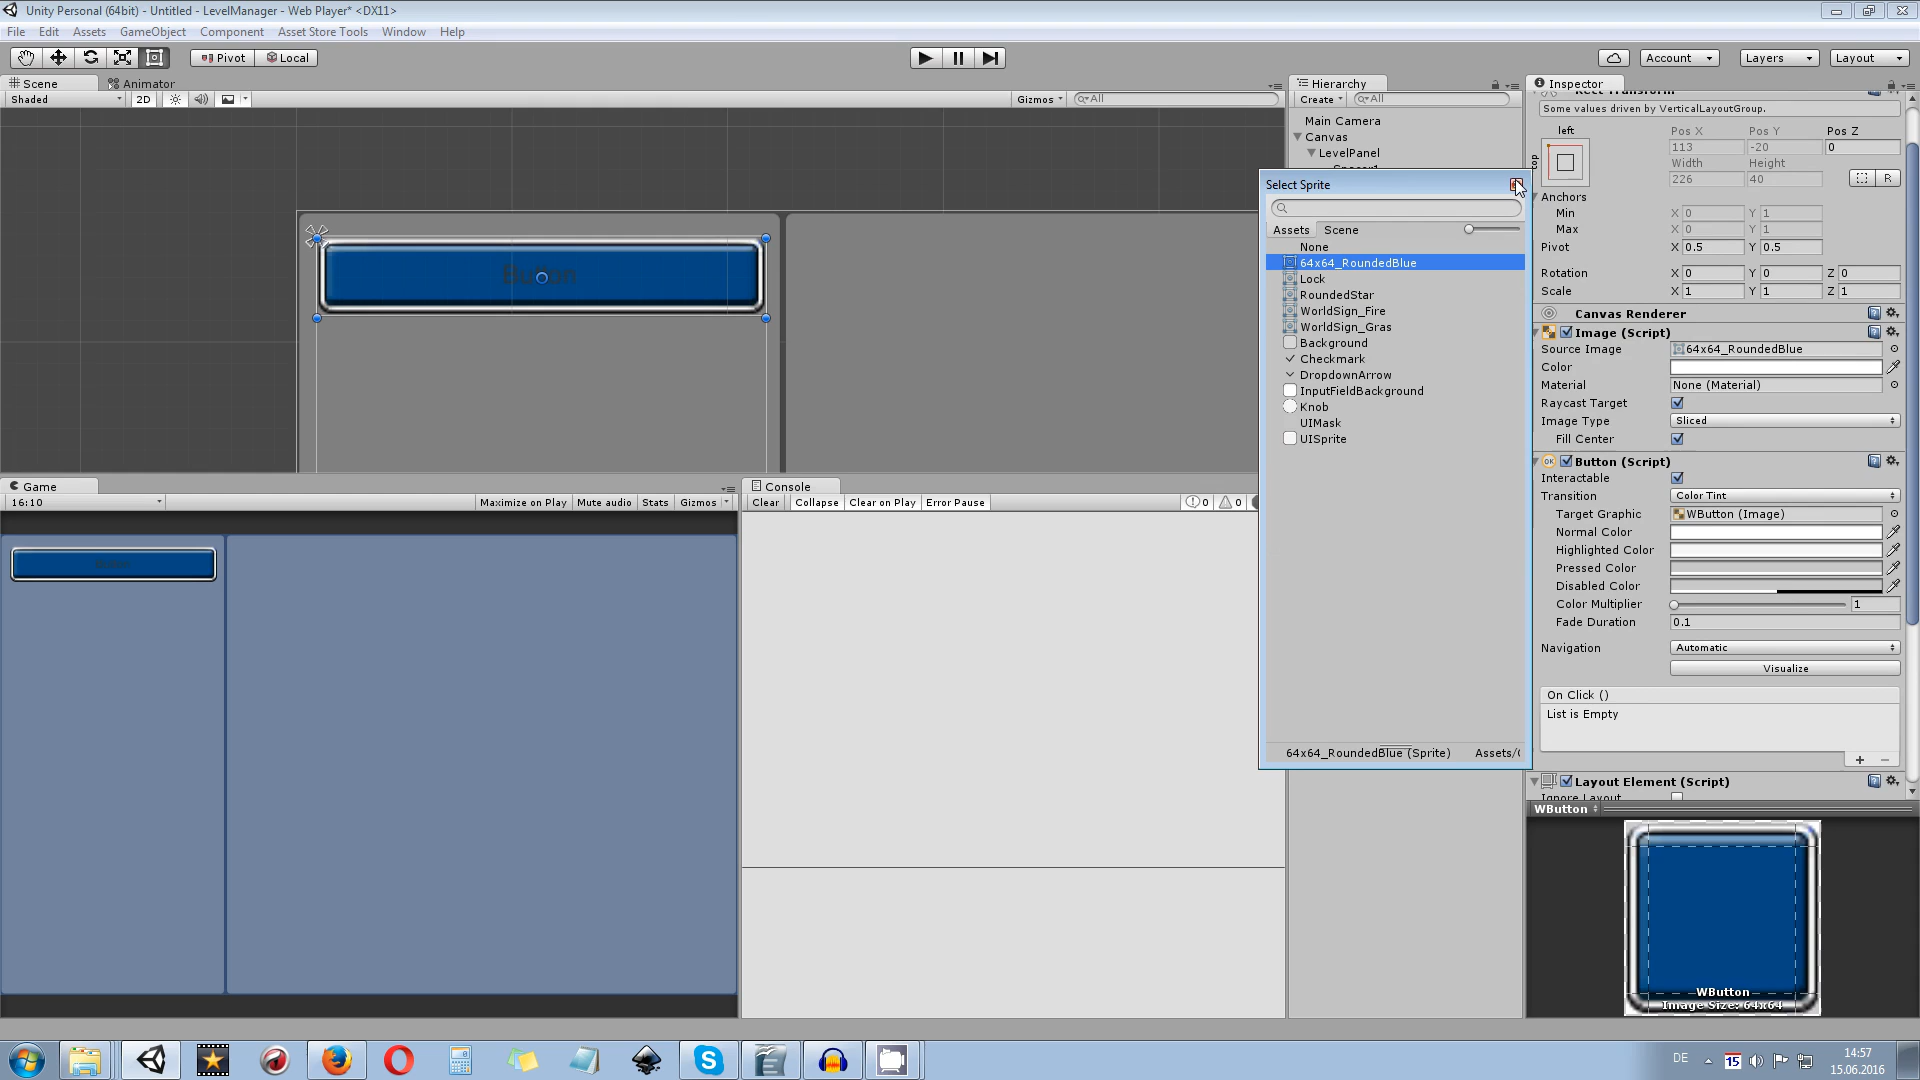 Unity Personal (64bit) - Untitled - LevelManager - Web Player* <DX11>
File Edit Assets GameObject Component Asset Store Tools Window Help
Pivot Local
Account Layers Layout
Scene Animator
Shaded 2D Gizmos All
Hierarchy
Create All
Main Camera
Canvas
LevelPanel
Select Sprite
Assets Scene
None
64x64_RoundedBlue
Lock
RoundedStar
WorldSign_Fire
WorldSign_Gras
Background
Checkmark
DropdownArrow
InputFieldBackground
Knob
UIMask
UISprite
64x64_RoundedBlue (Sprite) Assets/
Button
Inspector
Rect Transform
Some values driven by VerticalLayoutGroup.
left Pos X Pos Y Pos Z
top 113 -20 0
Width Height
226 40 R
Anchors
Min X 0 Y 1
Max X 0 Y 1
Pivot X 0.5 Y 0.5
Rotation X 0 Y 0 Z 0
Scale X 1 Y 1 Z 1
Canvas Renderer
Image (Script)
Source Image 64x64_RoundedBlue
Color
Material None (Material)
Raycast Target
Image Type Sliced
Fill Center
Button (Script)
Interactable
Transition Color Tint
Target Graphic WButton (Image)
Normal Color
Highlighted Color
Pressed Color
Disabled Color
Color Multiplier 1
Fade Duration 0.1
Navigation Automatic
Visualize
On Click ()
List is Empty
+ −
Layout Element (Script)
Ignore Layout
WButton
WButton
Image Size: 64x64
Game
16:10 Maximize on Play Mute audio Stats Gizmos
Console
Clear Collapse Clear on Play Error Pause 0 0
DE 15 14:57
15.06.2016